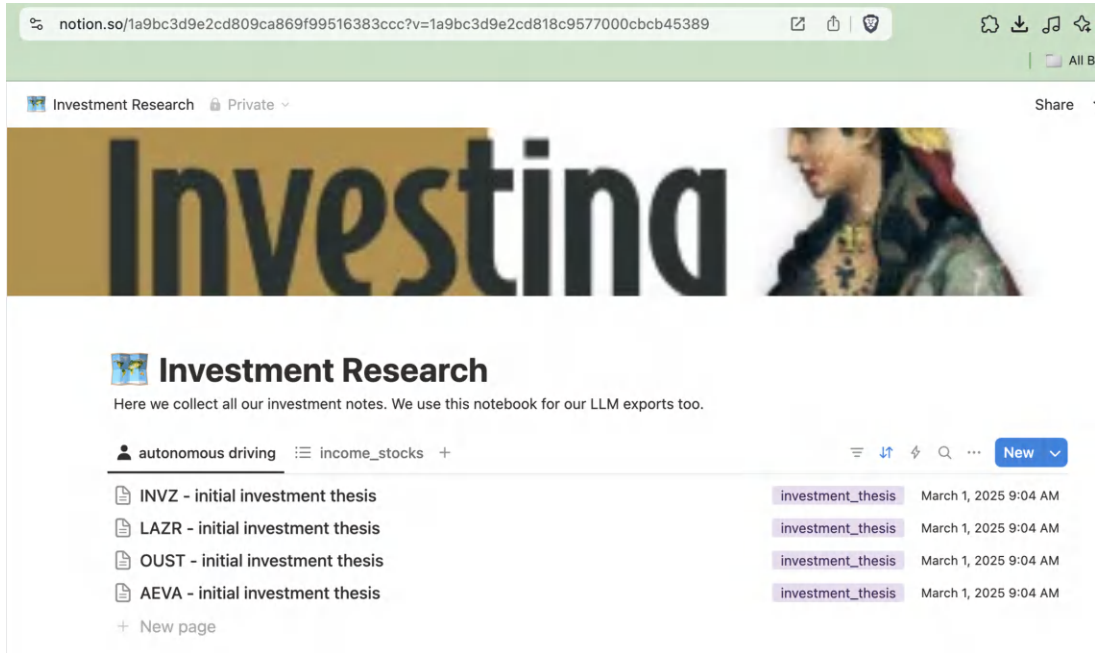 notion.so/1a9bc3d9e2cd809ca869f99516383ccc?v=1a9bc3d9e2cd818c9577000cbcb45389
All B
Investment Research Private
Share
Investing
Investment Research
Here we collect all our investment notes. We use this notebook for our LLM exports too.
autonomous driving income_stocks New
INVZ - initial investment thesis investment_thesis March 1, 2025 9:04 AM
LAZR - initial investment thesis investment_thesis March 1, 2025 9:04 AM
OUST - initial investment thesis investment_thesis March 1, 2025 9:04 AM
AEVA - initial investment thesis investment_thesis March 1, 2025 9:04 AM
New page